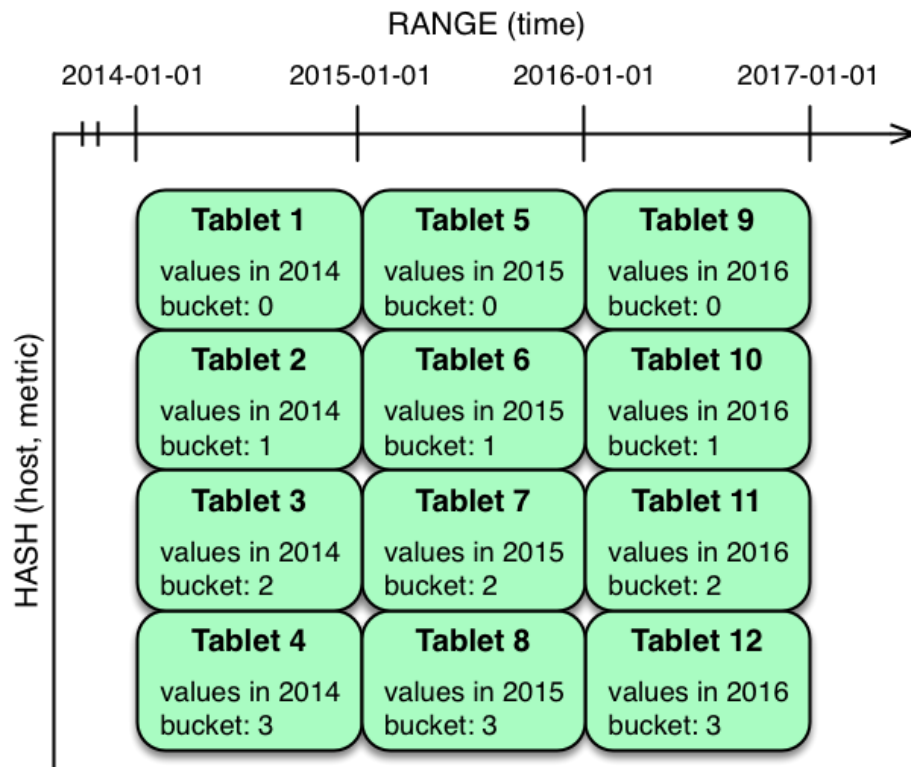 RANGE (time)
2014-01-01 2015-01-01 2016-01-01 2017-01-01
HASH (host, metric)
Tablet 1
values in 2014
bucket: 0
Tablet 5
values in 2015
bucket: 0
Tablet 9
values in 2016
bucket: 0
Tablet 2
values in 2014
bucket: 1
Tablet 6
values in 2015
bucket: 1
Tablet 10
values in 2016
bucket: 1
Tablet 3
values in 2014
bucket: 2
Tablet 7
values in 2015
bucket: 2
Tablet 11
values in 2016
bucket: 2
Tablet 4
values in 2014
bucket: 3
Tablet 8
values in 2015
bucket: 3
Tablet 12
values in 2016
bucket: 3